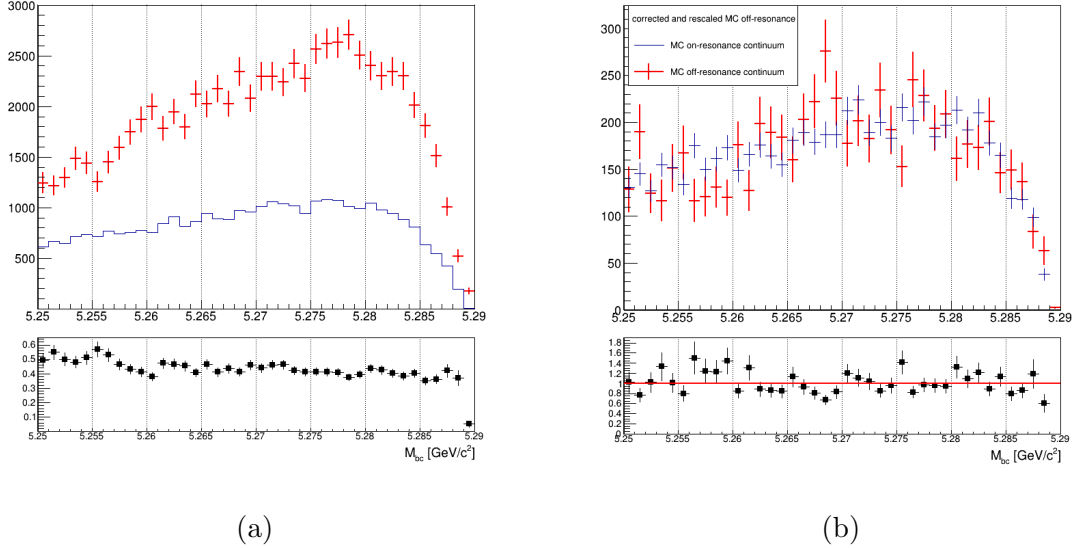 3000
2500
2000
1500
1000
500
5.25 5.255 5.26 5.265 5.27 5.275 5.28 5.285 5.29
0.6
0.5
0.4
0.3
0.2
0.1
5.25 5.255 5.26 5.265 5.27 5.275 5.28 5.285 5.29
M_bc [GeV/c²]
(a)
corrected and rescaled MC off-resonance
MC on-resonance continuum
MC off-resonance continuum
300
250
200
150
100
50
0
5.25 5.255 5.26 5.265 5.27 5.275 5.28 5.285 5.29
1.8
1.6
1.4
1.2
1
0.8
0.6
0.4
0.2
0
5.25 5.255 5.26 5.265 5.27 5.275 5.28 5.285 5.29
M_bc [GeV/c²]
(b)